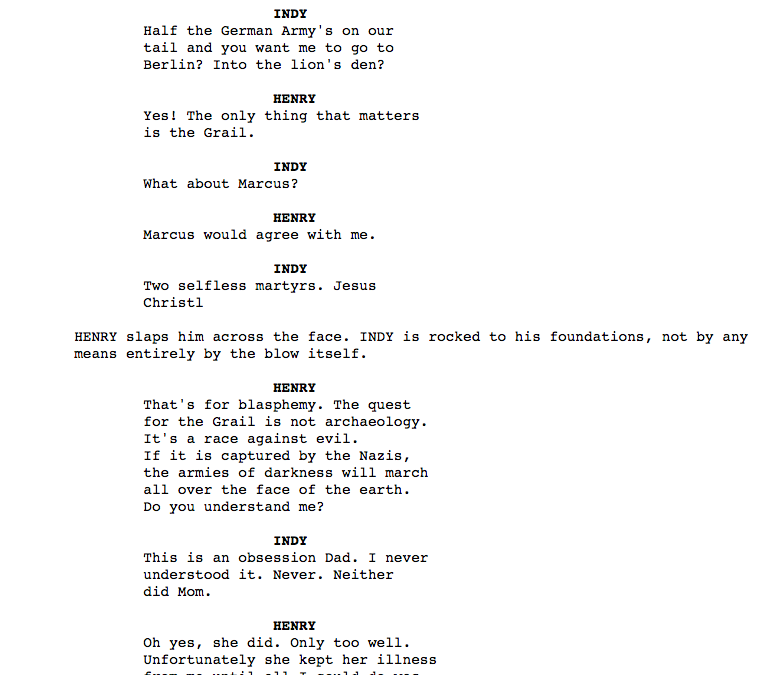 INDY
Half the German Army's on our
tail and you want me to go to
Berlin? Into the lion's den?
HENRY
Yes! The only thing that matters
is the Grail.
INDY
What about Marcus?
HENRY
Marcus would agree with me.
INDY
Two selfless martyrs. Jesus
Christl
HENRY slaps him across the face. INDY is rocked to his foundations, not by any
means entirely by the blow itself.
HENRY
That's for blasphemy. The quest
for the Grail is not archaeology.
It's a race against evil.
If it is captured by the Nazis,
the armies of darkness will march
all over the face of the earth.
Do you understand me?
INDY
This is an obsession Dad. I never
understood it. Never. Neither
did Mom.
HENRY
Oh yes, she did. Only too well.
Unfortunately she kept her illness
from me until all I could do was